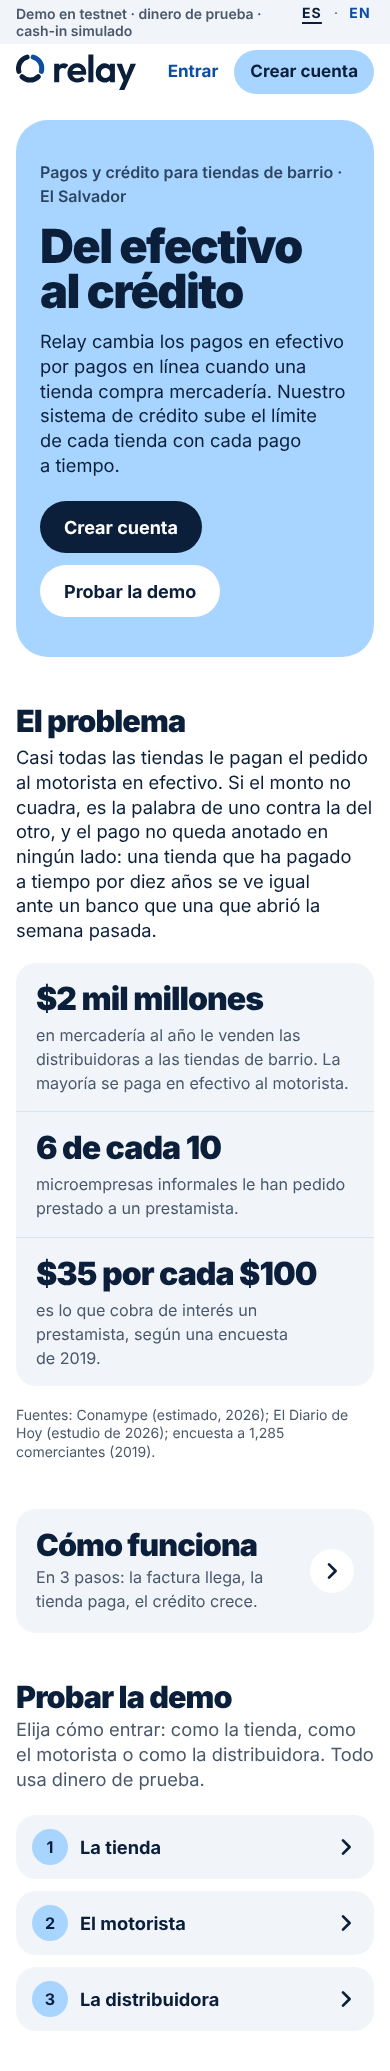 Demo en testnet · dinero de prueba ·
cash-in simulado
ES · EN
relay
Entrar
Crear cuenta
Pagos y crédito para tiendas de barrio ·
El Salvador
Del efectivo
al crédito
Relay cambia los pagos en efectivo
por pagos en línea cuando una
tienda compra mercadería. Nuestro
sistema de crédito sube el límite
de cada tienda con cada pago
a tiempo.
Crear cuenta
Probar la demo
El problema
Casi todas las tiendas le pagan el pedido
al motorista en efectivo. Si el monto no
cuadra, es la palabra de uno contra la del
otro, y el pago no queda anotado en
ningún lado: una tienda que ha pagado
a tiempo por diez años se ve igual
ante un banco que una que abrió la
semana pasada.
$2 mil millones
en mercadería al año le venden las
distribuidoras a las tiendas de barrio. La
mayoría se paga en efectivo al motorista.
6 de cada 10
microempresas informales le han pedido
prestado a un prestamista.
$35 por cada $100
es lo que cobra de interés un
prestamista, según una encuesta
de 2019.
Fuentes: Conamype (estimado, 2026); El Diario de
Hoy (estudio de 2026); encuesta a 1,285
comerciantes (2019).
Cómo funciona
En 3 pasos: la factura llega, la
tienda paga, el crédito crece.
Probar la demo
Elija cómo entrar: como la tienda, como
el motorista o como la distribuidora. Todo
usa dinero de prueba.
1 La tienda
2 El motorista
3 La distribuidora